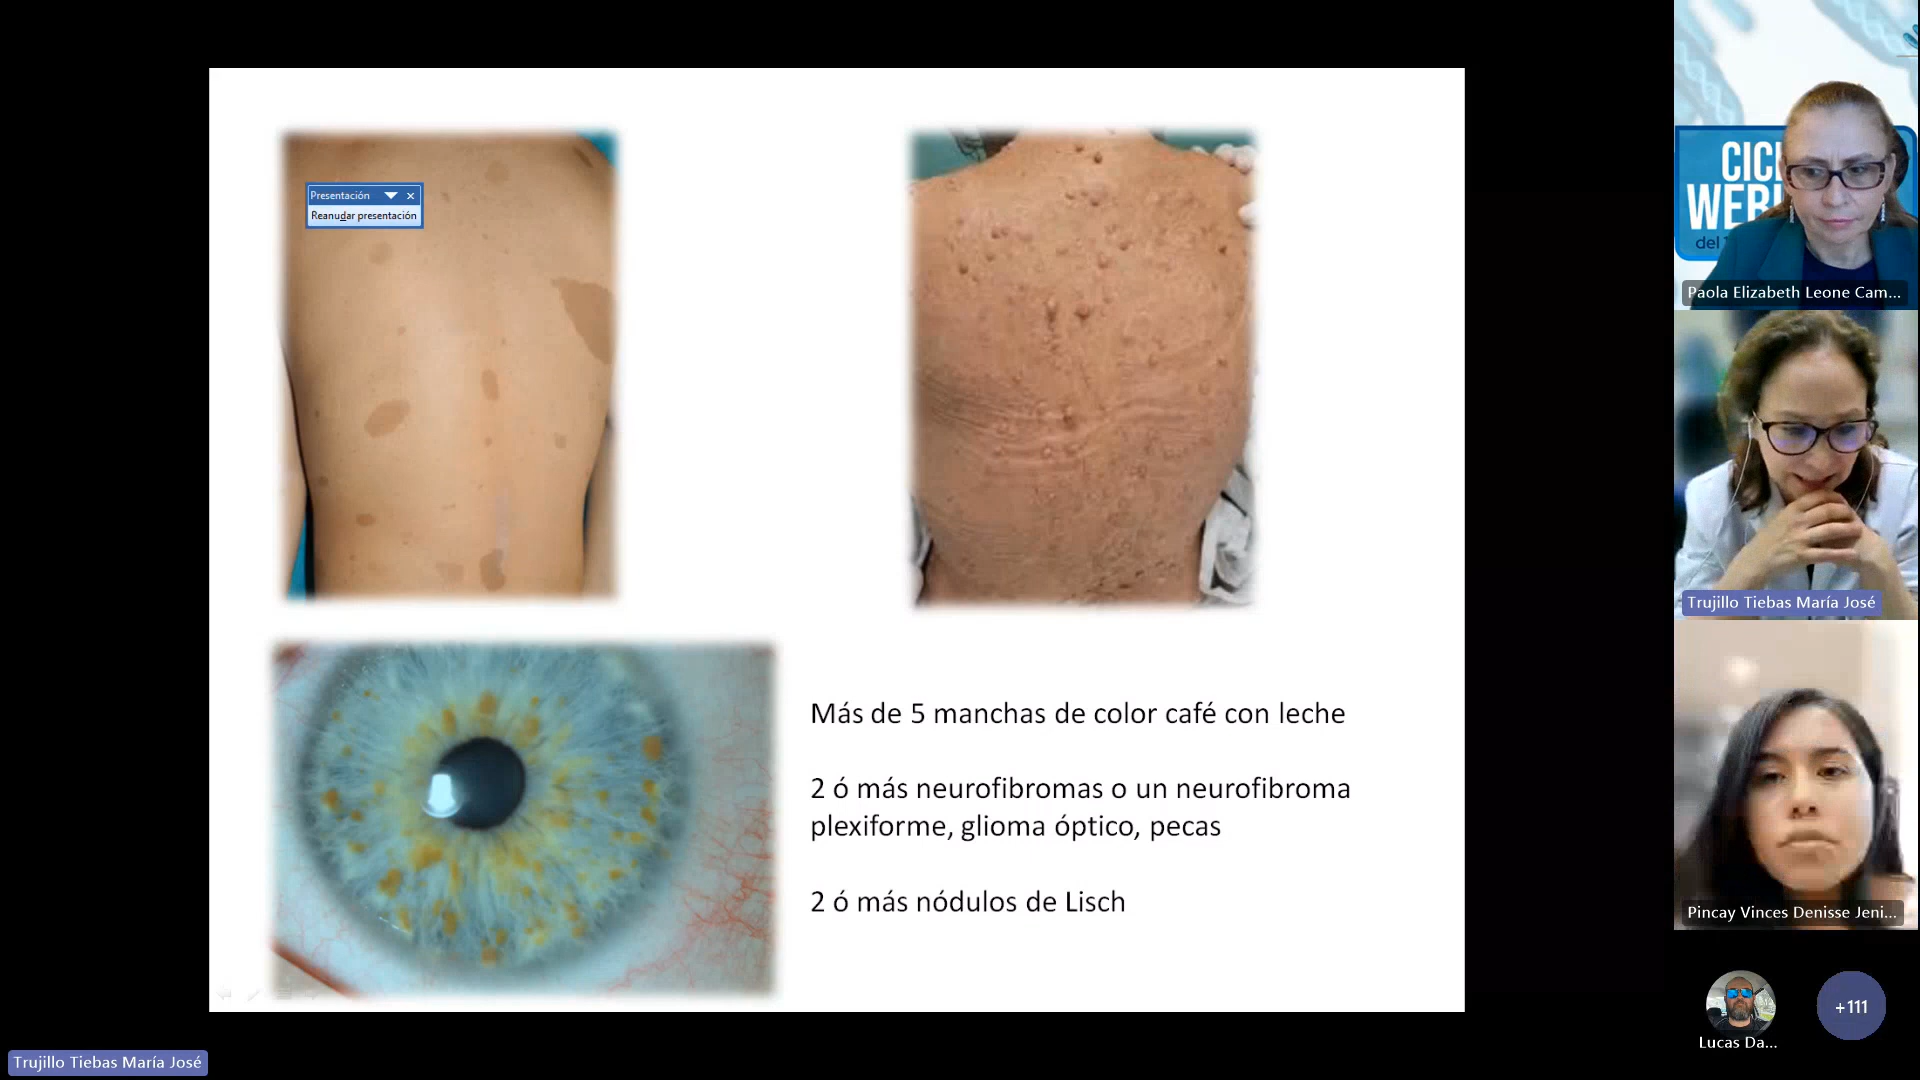 Presentación
Reanudar presentación
Más de 5 manchas de color café con leche
2 ó más neurofibromas o un neurofibroma
plexiforme, glioma óptico, pecas
2 ó más nódulos de Lisch
Trujillo Tiebas María José
del
Paola Elizabeth Leone Cam...
Trujillo Tiebas María José
Pincay Vinces Denisse Jeni...
Lucas Da...
+111